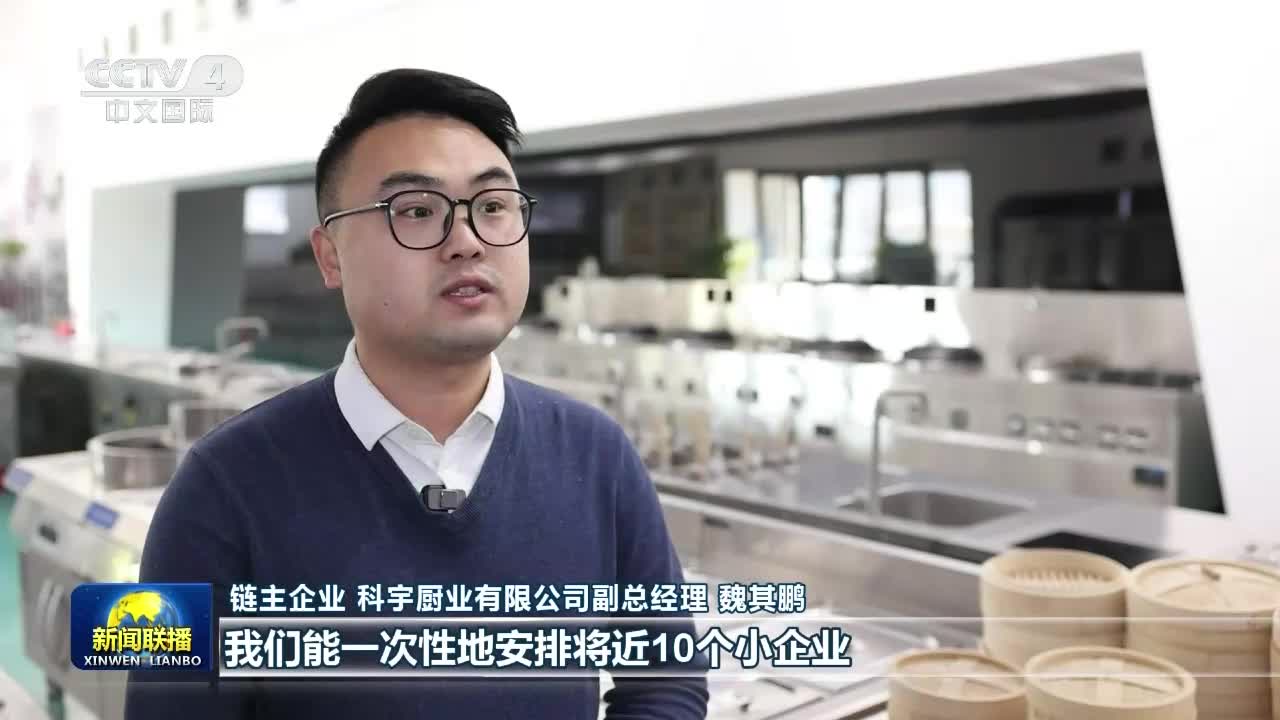 CCTV 4
中文国际
链主企业 科宇厨业有限公司副总经理 魏其鹏
新闻联播
XINWEN LIANBO
我们能一次性地安排将近10个小企业